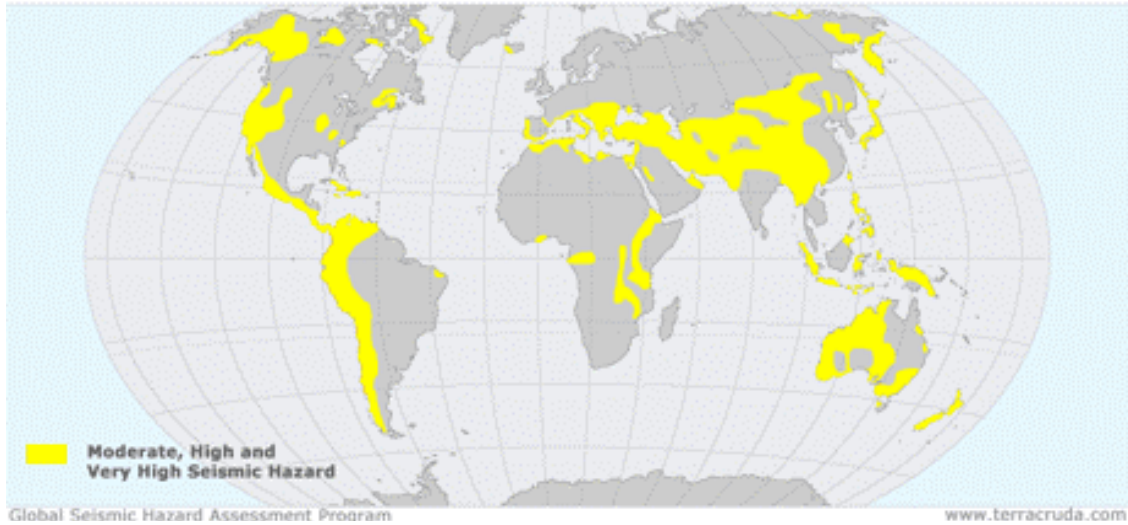 Moderate, High and
Very High Seismic Hazard
Global Seismic Hazard Assessment Program
www.terracruda.com